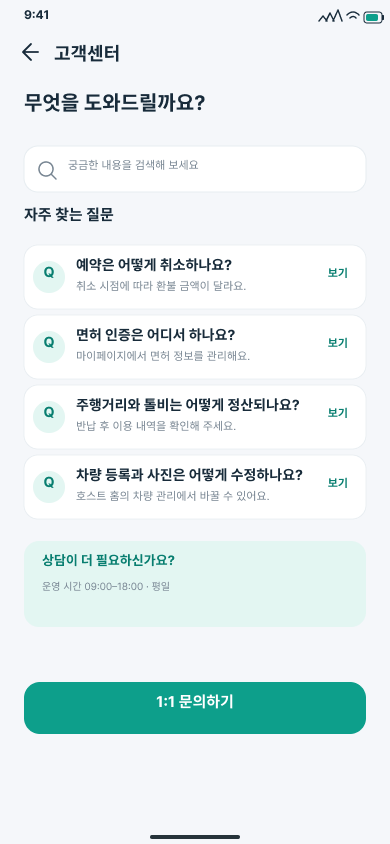 9:41
고객센터
무엇을 도와드릴까요?
궁금한 내용을 검색해 보세요
자주 찾는 질문
Q
예약은 어떻게 취소하나요?
보기
취소 시점에 따라 환불 금액이 달라요.
Q
면허 인증은 어디서 하나요?
보기
마이페이지에서 면허 정보를 관리해요.
Q
주행거리와 톨비는 어떻게 정산되나요?
보기
반납 후 이용 내역을 확인해 주세요.
Q
차량 등록과 사진은 어떻게 수정하나요?
보기
호스트 홈의 차량 관리에서 바꿀 수 있어요.
상담이 더 필요하신가요?
운영 시간 09:00–18:00 · 평일
1:1 문의하기